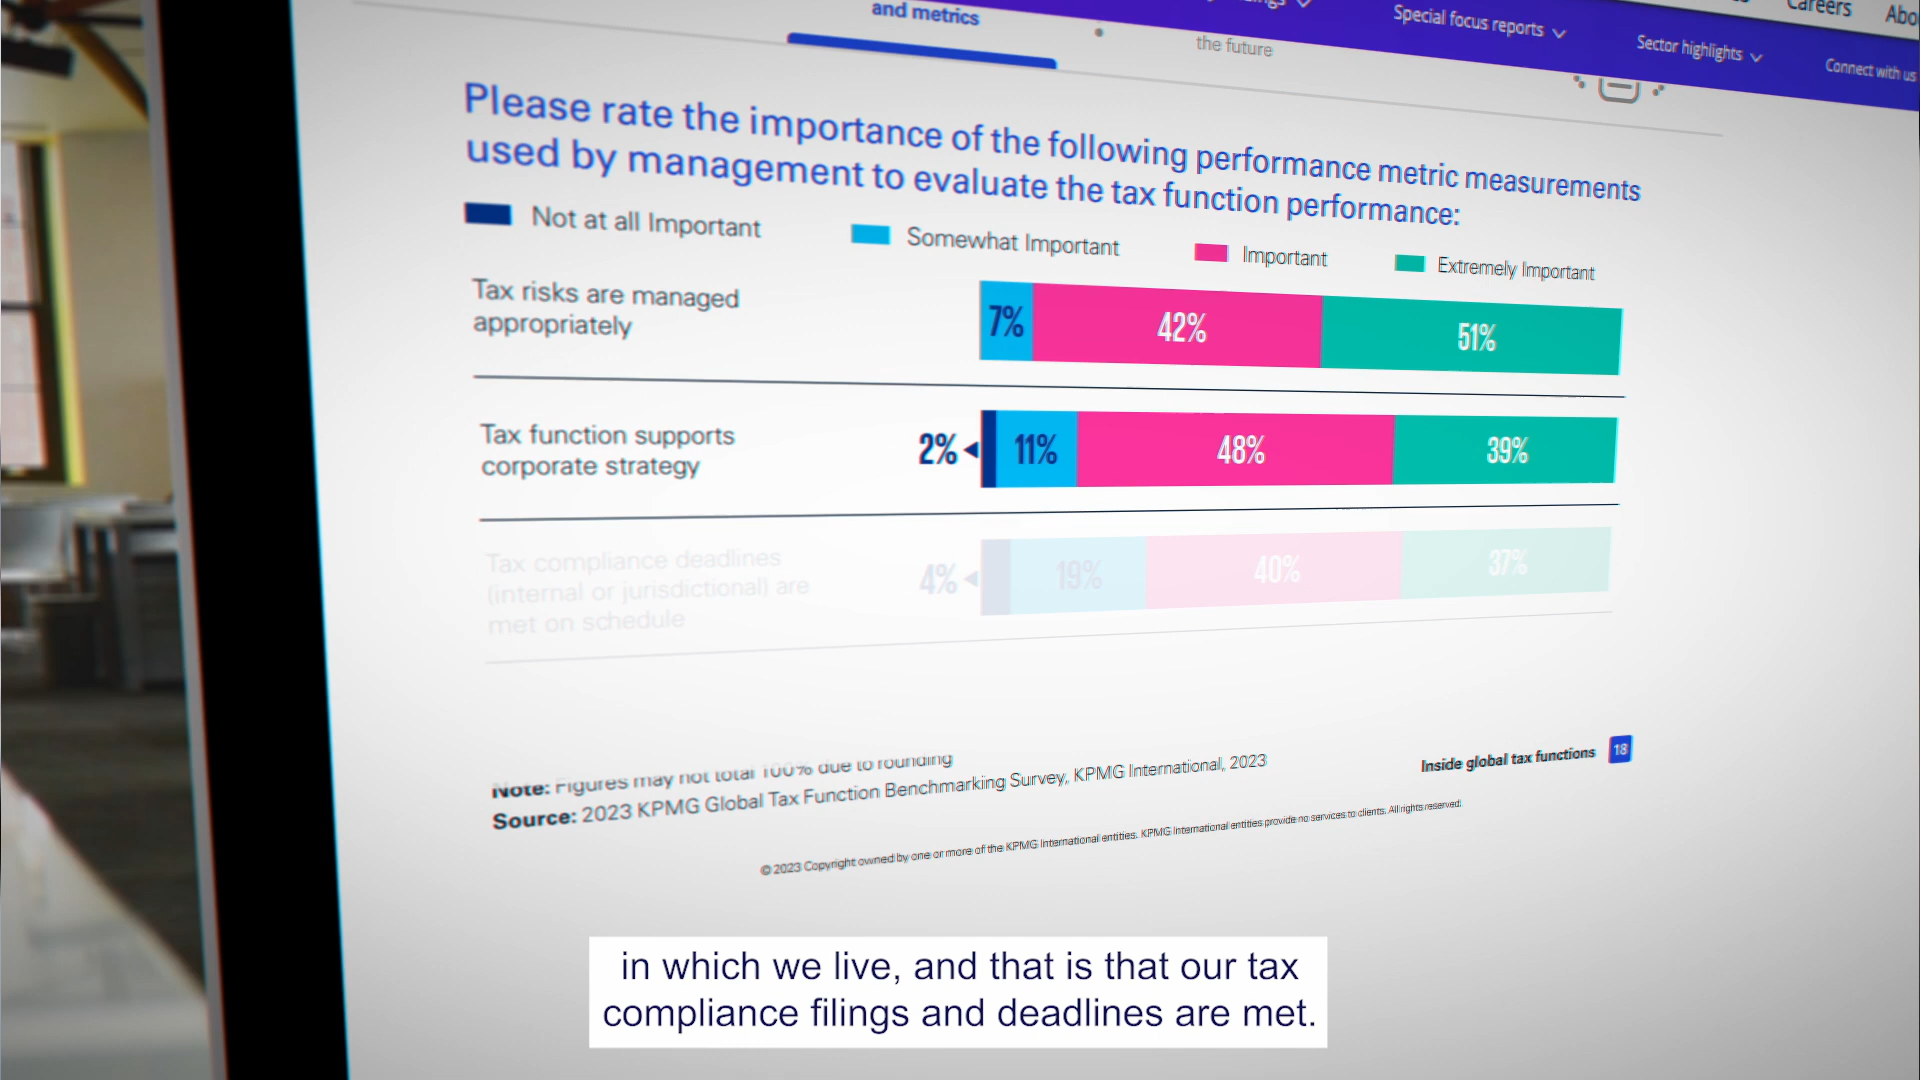 and metrics
the future
Special focus reports
Sector highlights
Connect with us
Careers
Please rate the importance of the following performance metric measurements
used by management to evaluate the tax function performance:
Not at all Important
Somewhat Important
Important
Extremely Important
Tax risks are managed
appropriately
7%
42%
51%
Tax function supports
corporate strategy
2%
11%
48%
39%
Tax compliance deadlines
(internal or jurisdictional) are
met on schedule
4%
19%
40%
37%
Note: Figures may not total 100% due to rounding
Source: 2023 KPMG Global Tax Function Benchmarking Survey, KPMG International, 2023
Inside global tax functions 18
© 2023 Copyright owned by one or more of the KPMG International entities. KPMG International entities provide no services to clients. All rights reserved.
in which we live, and that is that our tax
compliance filings and deadlines are met.